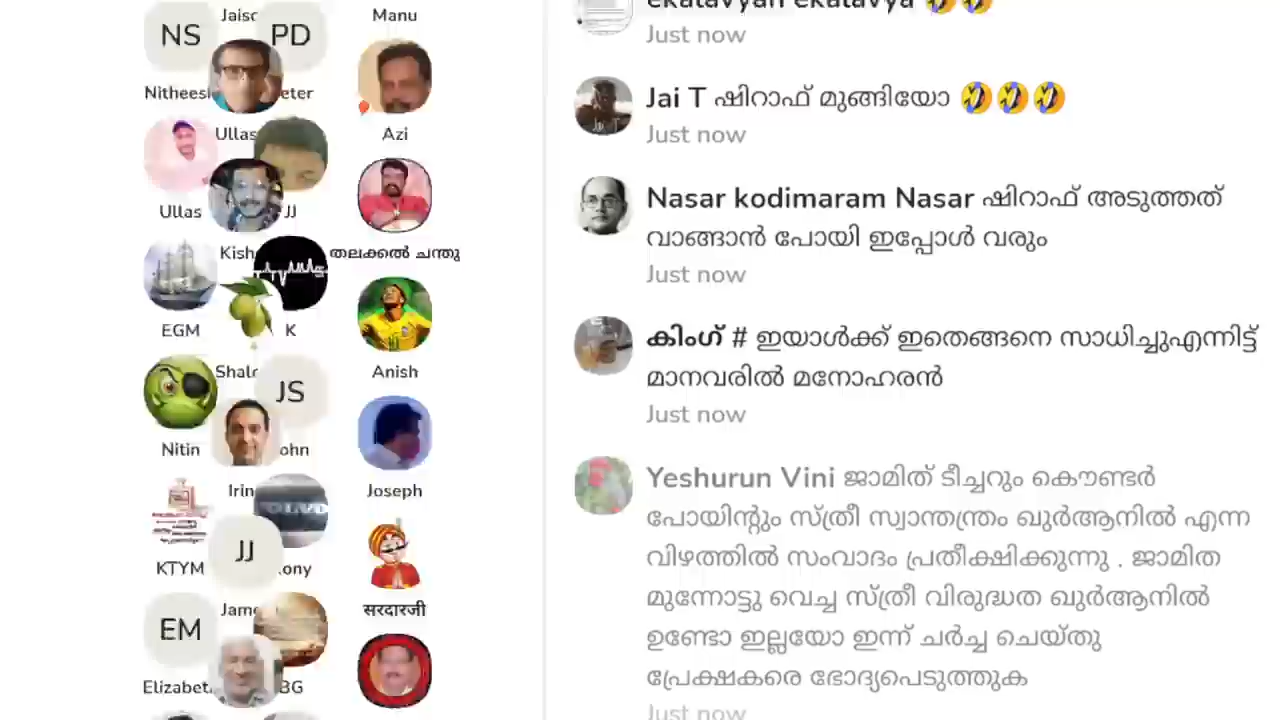 Jaiso
Manu
NS
PD
Nithees
eter
Ullas
Azi
Ullas
JJ
Kish
തലക്കൽ ചന്തു
EGM
K
Shal
Anish
JS
Nitin
ohn
Irin
Joseph
VOLVO
JJ
KTYM
ony
Jame
सरदारजी
EM
Elizabet
BG
ekalavyan ekalavya 🤣🤣
Just now
Jai T ഷിറാഫ് മുങ്ങിയോ 🤣🤣🤣
Just now
Nasar kodimaram Nasar ഷിറാഫ് അടുത്തത്
വാങ്ങാൻ പോയി ഇപ്പോൾ വരും
Just now
കിംഗ് # ഇയാൾക്ക് ഇതെങ്ങനെ സാധിച്ചുഎന്നിട്ട്
മാനവരിൽ മനോഹരൻ
Just now
Yeshurun Vini ജാമിത് ടീച്ചറും കൌണ്ടർ
പോയിന്റും സ്ത്രീ സ്വാന്തന്ത്രം ഖുർആനിൽ എന്ന
വിഴത്തിൽ സംവാദം പ്രതീക്ഷിക്കുന്നു . ജാമിത
മുന്നോട്ടു വെച്ച സ്ത്രീ വിരുദ്ധത ഖുർആനിൽ
ഉണ്ടോ ഇല്ലയോ ഇന്ന് ചർച്ച ചെയ്തു
പ്രേക്ഷകരെ ഭോദ്യപെടുത്തുക
Just now